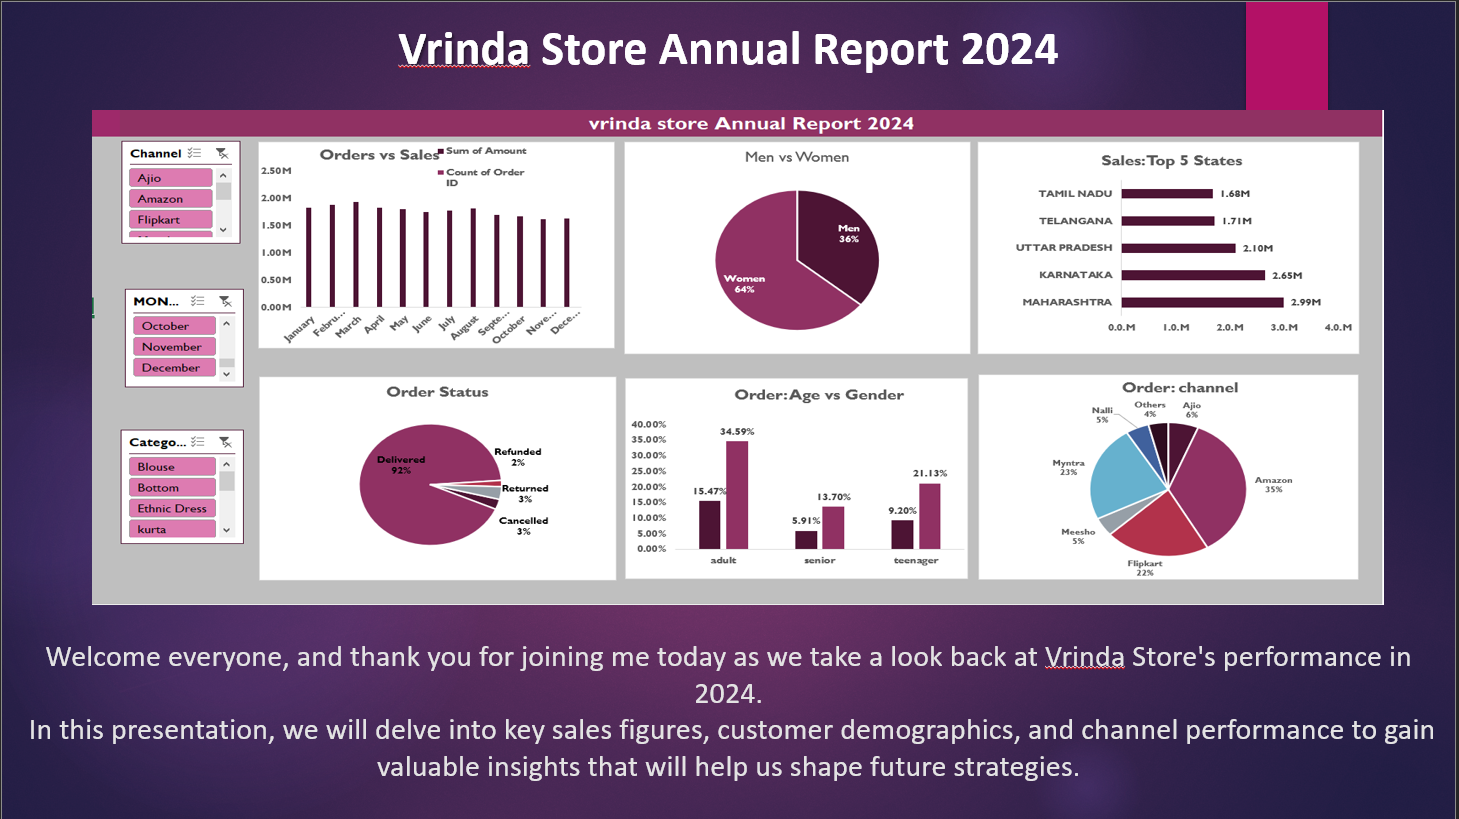 Vrinda Store Annual Report 2024
vrinda store Annual Report 2024
Channel
Ajio
Amazon
Flipkart
MON...
October
November
December
Catego...
Blouse
Bottom
Ethnic Dress
kurta
Orders vs Sales
Sum of Amount
Count of Order
ID
2.50M
2.00M
1.50M
1.00M
0.50M
0.00M
January
Febru...
March
April
May
June
July
August
Septe...
October
Nove...
Dece...
Men vs Women
Men
36%
Women
64%
Sales:Top 5 States
TAMIL NADU
1.68M
TELANGANA
1.71M
UTTAR PRADESH
2.10M
KARNATAKA
2.65M
MAHARASHTRA
2.99M
0.0.M 1.0.M 2.0.M 3.0.M 4.0.M
Order Status
Delivered
92%
Refunded
2%
Returned
3%
Cancelled
3%
Order:Age vs Gender
40.00%
35.00%
30.00%
25.00%
20.00%
15.00%
10.00%
5.00%
0.00%
15.47%
34.59%
5.91%
13.70%
9.20%
21.13%
adult senior teenager
Order: channel
Nalli
5%
Others
4%
Ajio
6%
Myntra
23%
Amazon
35%
Meesho
5%
Flipkart
22%
Welcome everyone, and thank you for joining me today as we take a look back at Vrinda Store's performance in
2024.
In this presentation, we will delve into key sales figures, customer demographics, and channel performance to gain
valuable insights that will help us shape future strategies.